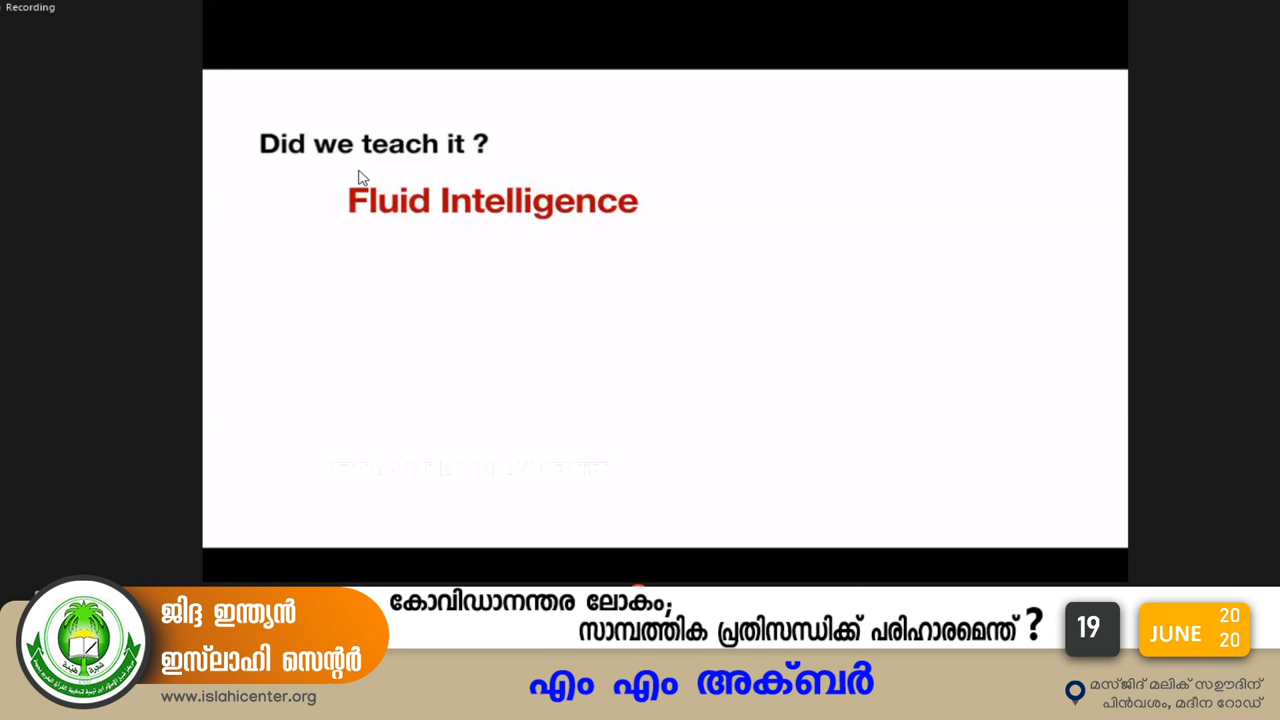 Recording
Did we teach it ?
Fluid Intelligence
ജിദ്ദ ഇന്ത്യൻ
ഇസ്‌ലാഹി സെന്റർ
www.islahicenter.org
കോവിഡാനന്തര ലോകം;
സാമ്പത്തിക പ്രതിസന്ധിക്ക് പരിഹാരമെന്ത് ?
എം എം അക്ബർ
19
JUNE
20
20
മസ്ജിദ് മലിക് സഊദിന്
പിൻവശം, മദീന റോഡ്